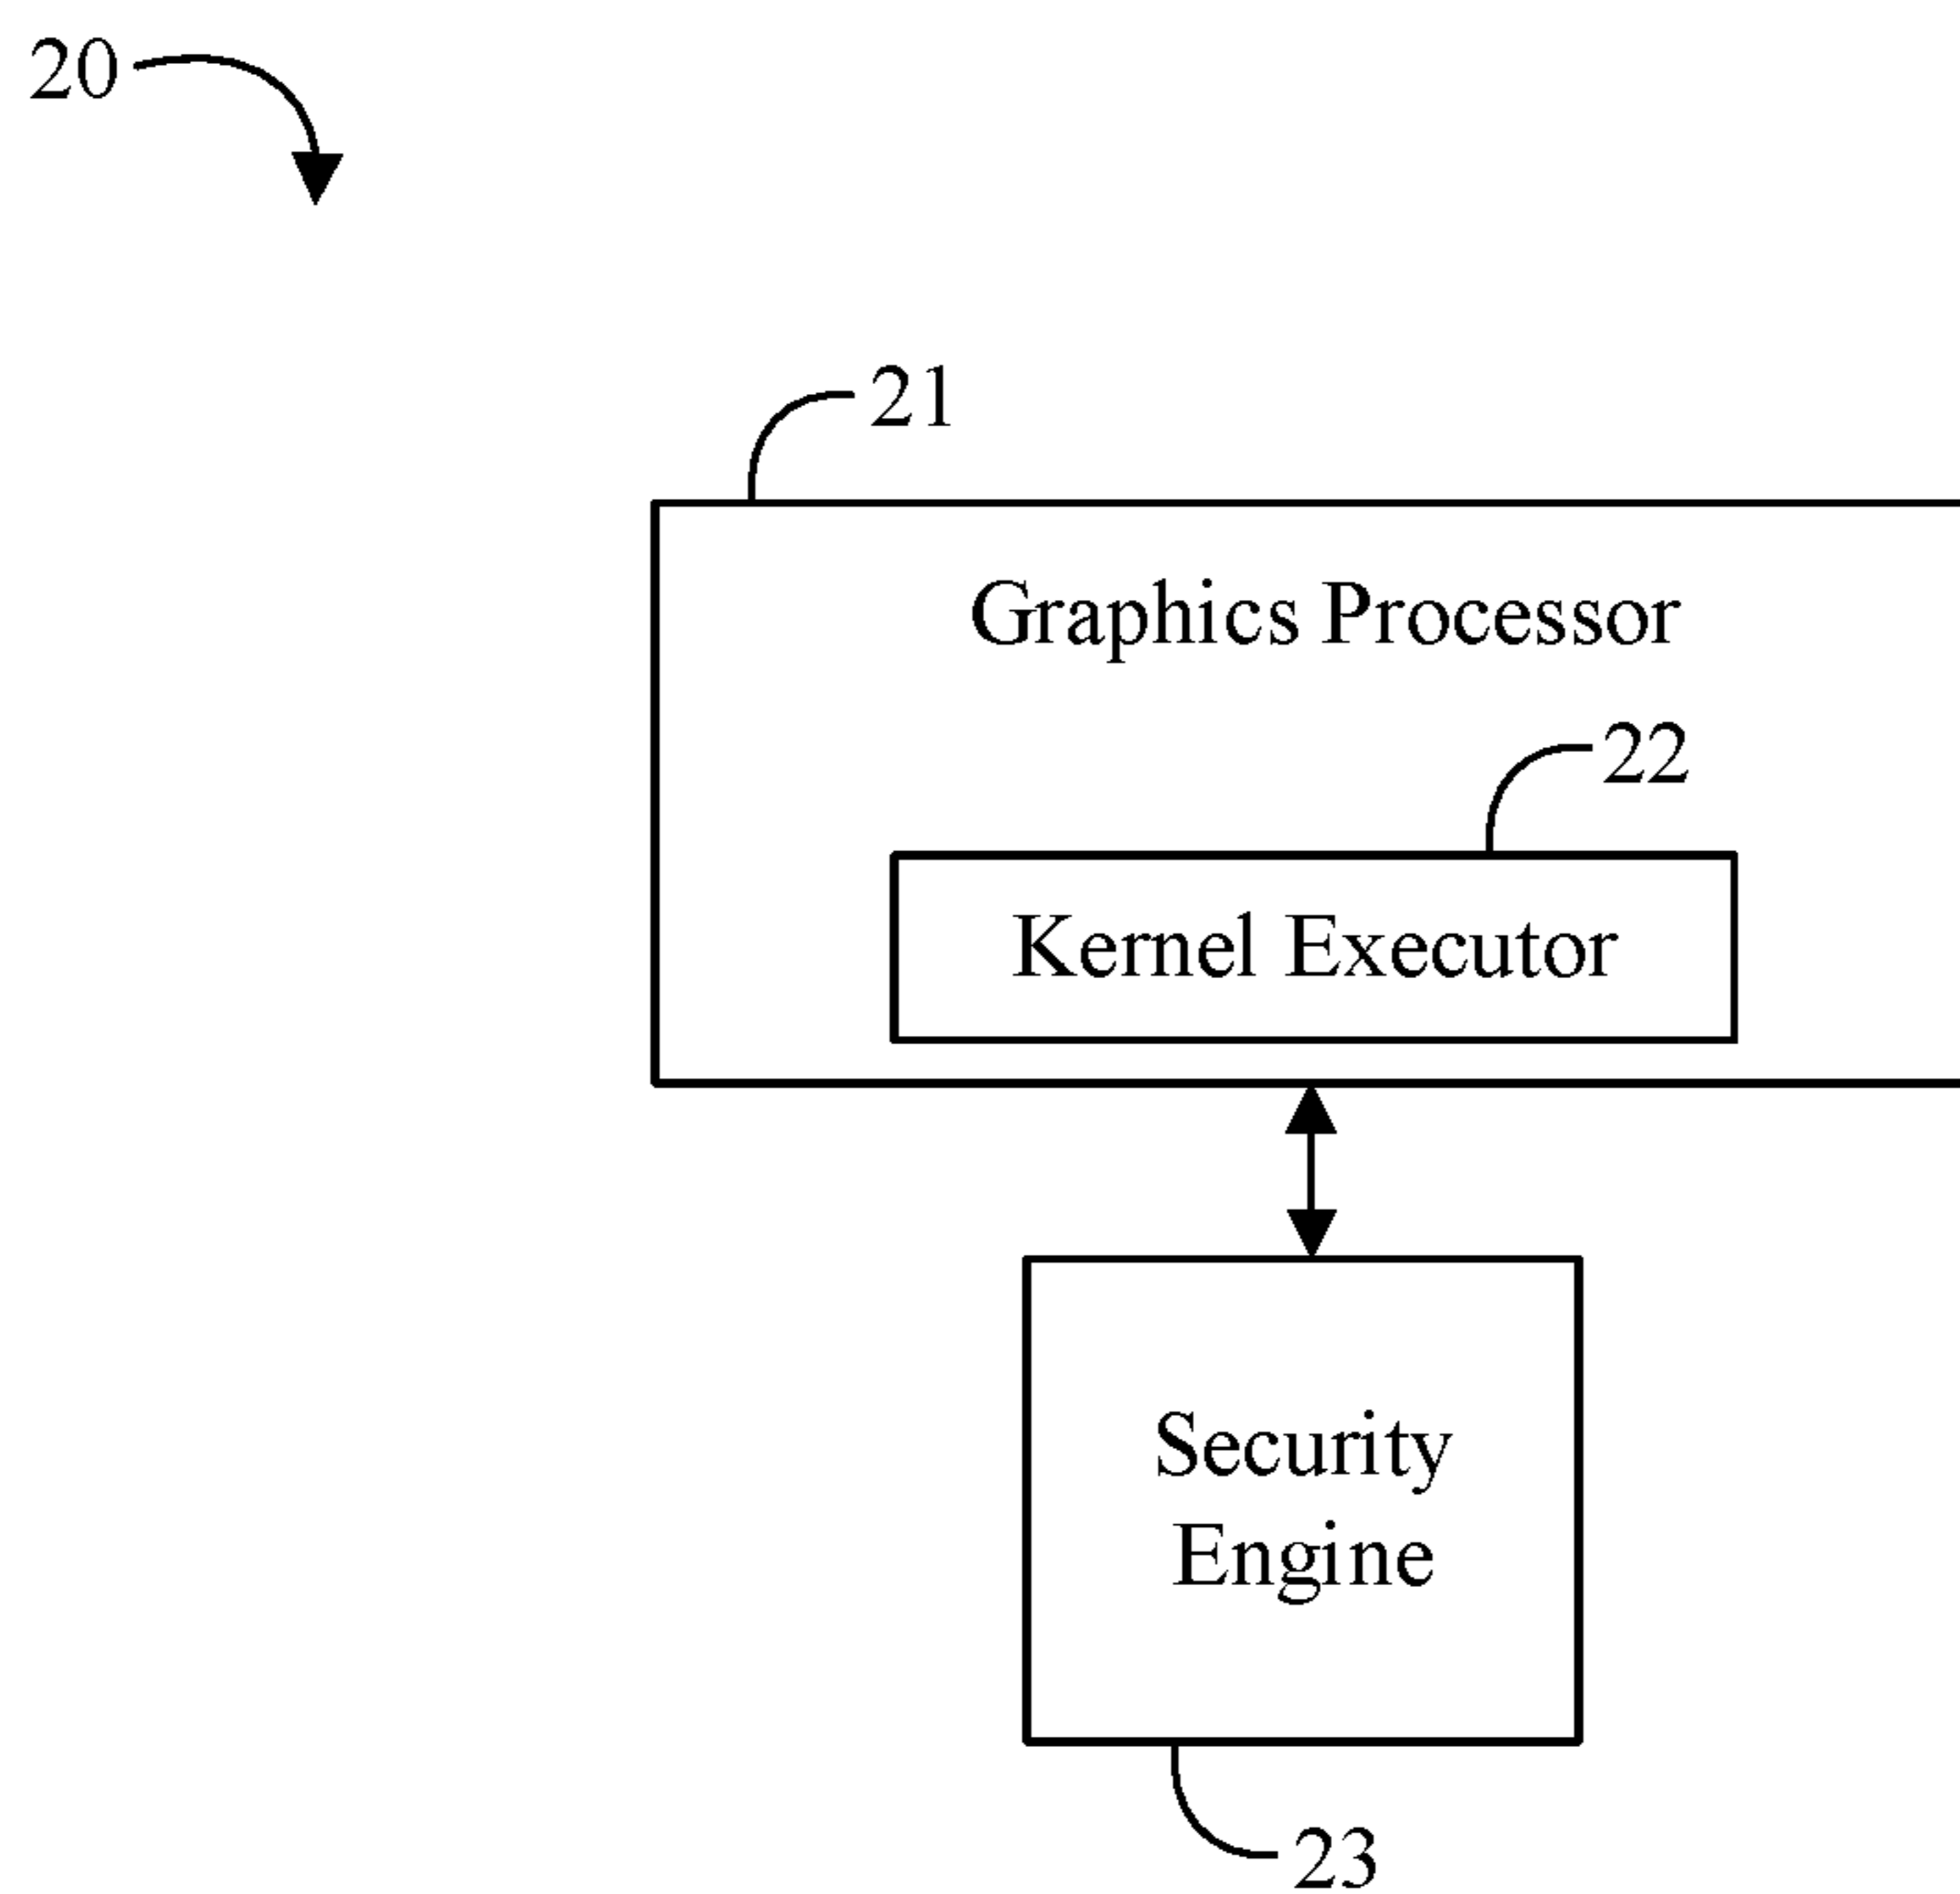 20
21
Graphics Processor
22
Kernel Executor
Security
Engine
23